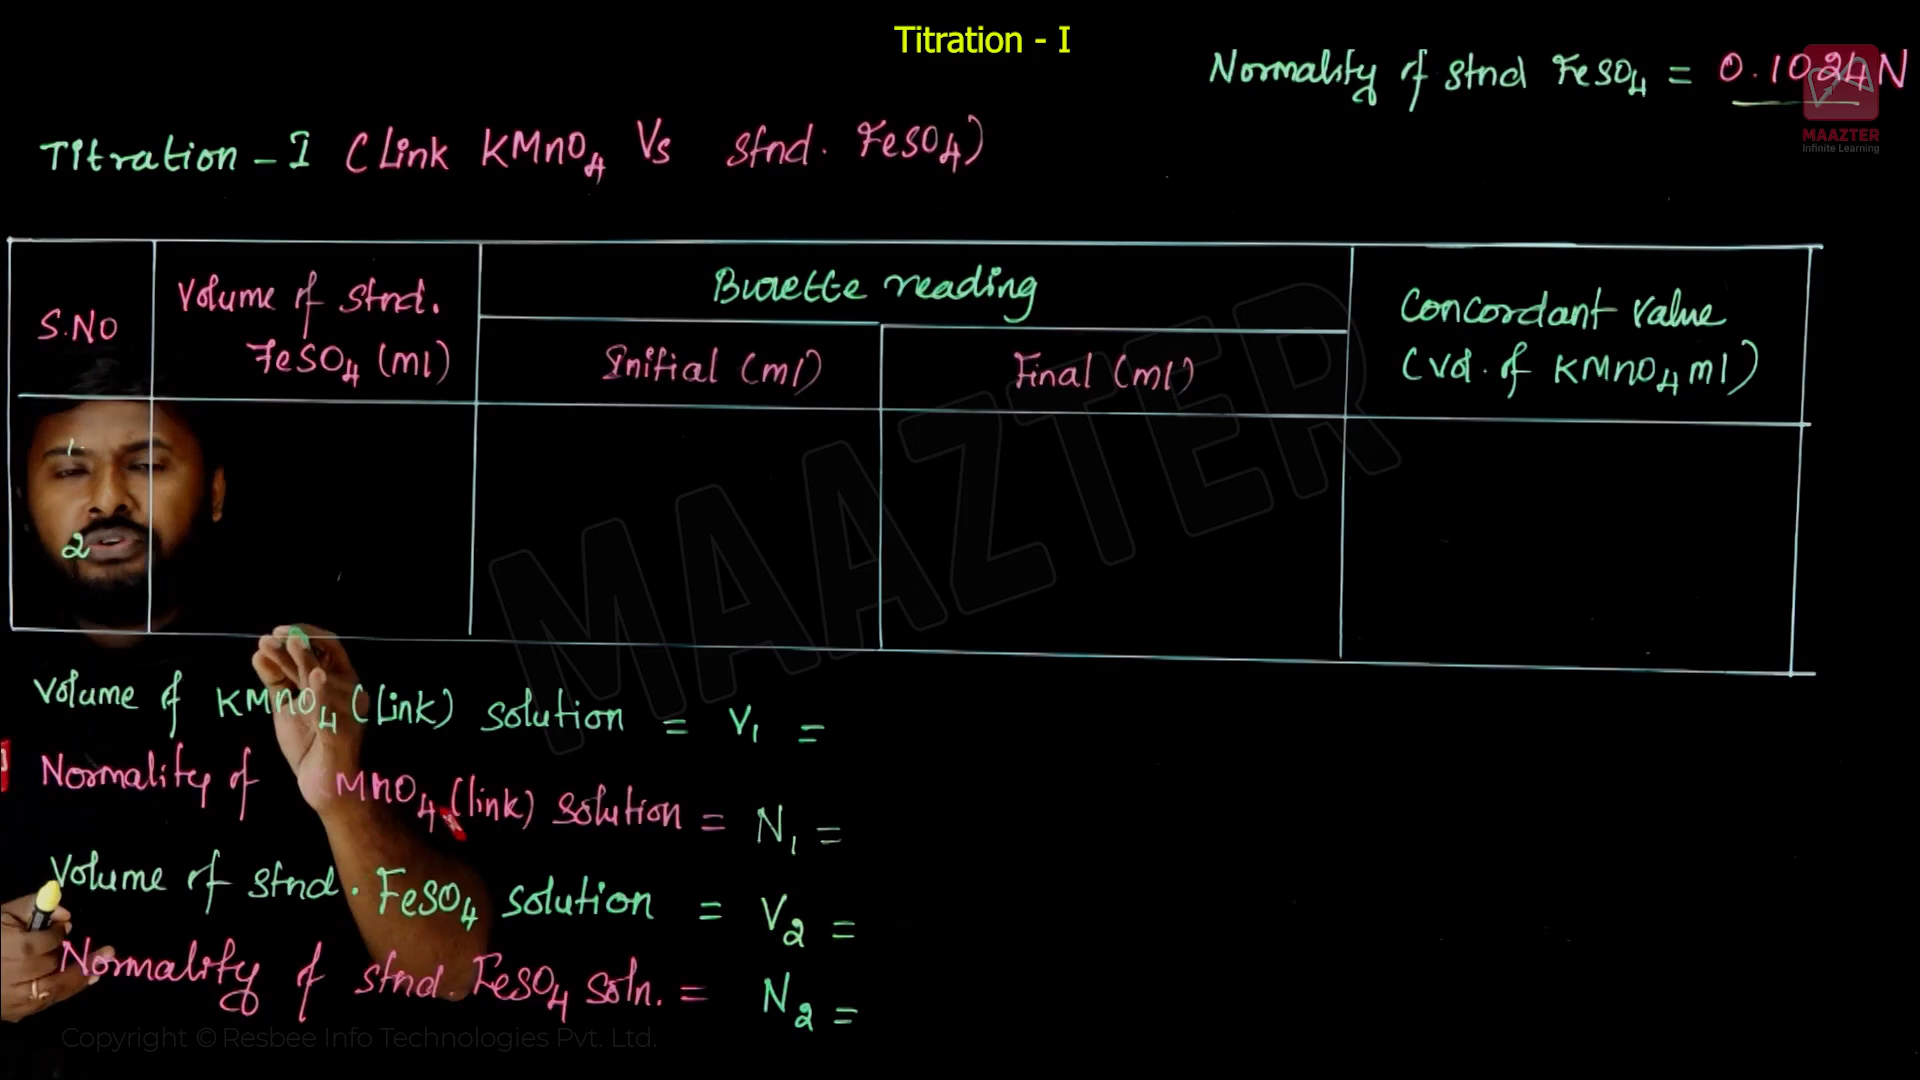 Titration - I
Normality of stnd FeSO4 = 0.1024 N
MAAZTER
Infinite Learning
Titration - I (Link KMnO4 Vs stnd. FeSO4)
S.NO
Volume of Stnd. FeSO4 (ml)
Burette reading
Initial (ml)
Final (ml)
Concordant Value
(Vol. of KMnO4 ml)
1
2
MAAZTER
Volume of KMnO4 (Link) solution = V1 =
Normality of MnO4 (link) solution = N1 =
Volume of stnd. FeSO4 solution = V2 =
Normality of stnd. FeSO4 soln. = N2 =
Copyright © Resbee Info Technologies Pvt. Ltd.